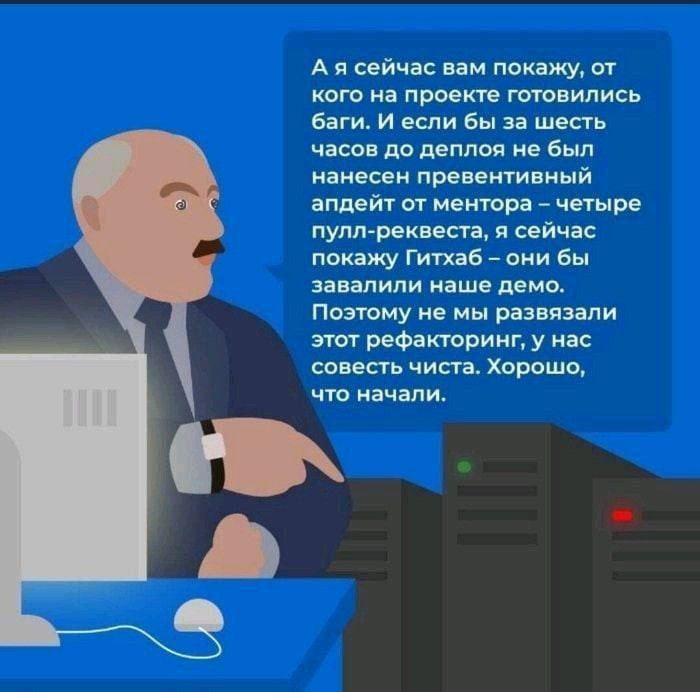 А я сейчас вам покажу, от
кого на проекте готовились
баги. И если бы за шесть
часов до деплоя не был
нанесен превентивный
апдейт от ментора – четыре
пулл-реквеста, я сейчас
покажу Гитхаб – они бы
завалили наше демо.
Поэтому не мы развязали
этот рефакторинг, у нас
совесть чиста. Хорошо,
что начали.